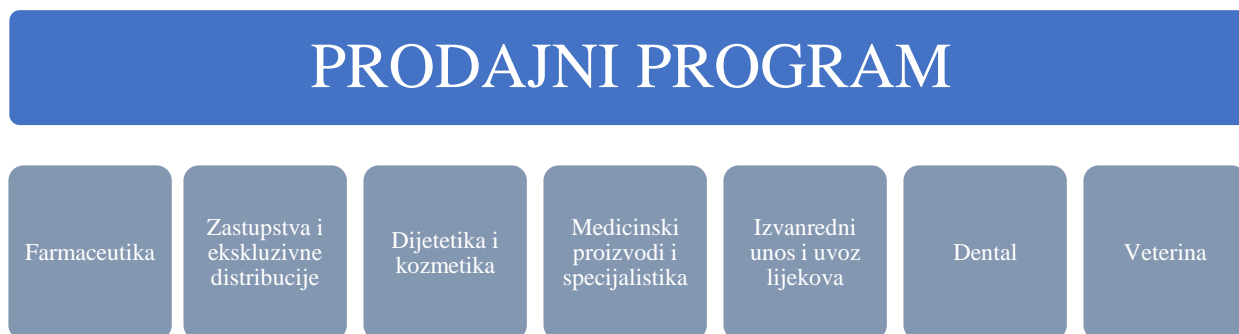 PRODAJNI PROGRAM
Farmaceutika
Zastupstva i
ekskluzivne
distribucije
Dijetetika i
kozmetika
Medicinski
proizvodi i
specijalistika
Izvanredni
unos i uvoz
lijekova
Dental
Veterina